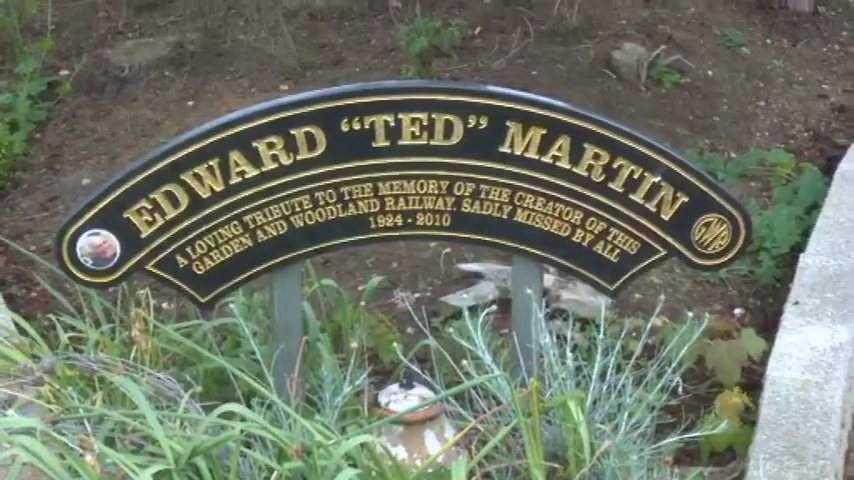 EDWARD "TED" MARTIN
A LOVING TRIBUTE TO THE MEMORY OF THE CREATOR OF THIS
GARDEN AND WOODLAND RAILWAY. SADLY MISSED BY ALL
1924 - 2010
GWR